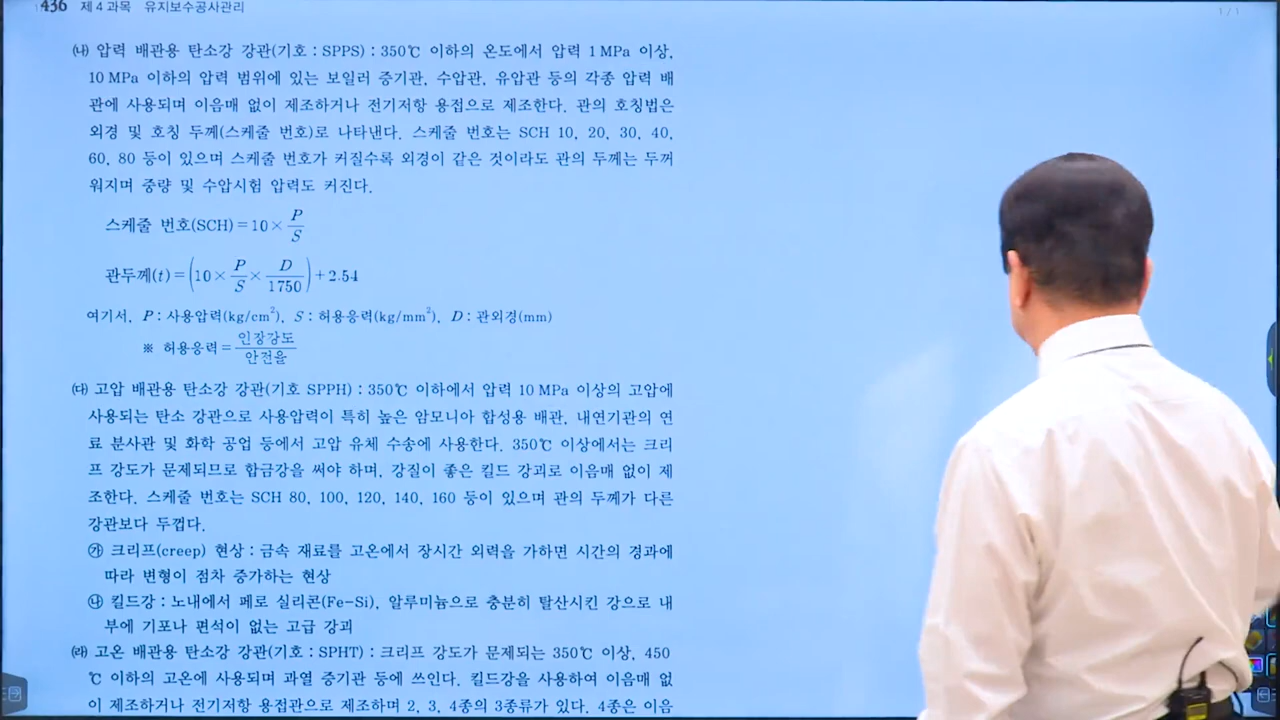 436 제 4 과목 유지보수공사관리
1/1
㈏ 압력 배관용 탄소강 강관(기호 : SPPS) : 350℃ 이하의 온도에서 압력 1 MPa 이상,
10 MPa 이하의 압력 범위에 있는 보일러 증기관, 수압관, 유압관 등의 각종 압력 배
관에 사용되며 이음매 없이 제조하거나 전기저항 용접으로 제조한다. 관의 호칭법은
외경 및 호칭 두께(스케줄 번호)로 나타낸다. 스케줄 번호는 SCH 10, 20, 30, 40,
60, 80 등이 있으며 스케줄 번호가 커질수록 외경이 같은 것이라도 관의 두께는 두꺼
워지며 중량 및 수압시험 압력도 커진다.
스케줄 번호(SCH) = 10 × P/S
관두께(t) = (10 × P/S × D/1750) + 2.54
여기서, P : 사용압력(kg/cm²), S : 허용응력(kg/mm²), D : 관외경(mm)
※ 허용응력 = 인장강도/안전율
㈐ 고압 배관용 탄소강 강관(기호 SPPH) : 350℃ 이하에서 압력 10 MPa 이상의 고압에
사용되는 탄소 강관으로 사용압력이 특히 높은 암모니아 합성용 배관, 내연기관의 연
료 분사관 및 화학 공업 등에서 고압 유체 수송에 사용한다. 350℃ 이상에서는 크리
프 강도가 문제되므로 합금강을 써야 하며, 강질이 좋은 킬드 강괴로 이음매 없이 제
조한다. 스케줄 번호는 SCH 80, 100, 120, 140, 160 등이 있으며 관의 두께가 다른
강관보다 두껍다.
㉮ 크리프(creep) 현상 : 금속 재료를 고온에서 장시간 외력을 가하면 시간의 경과에
따라 변형이 점차 증가하는 현상
㉯ 킬드강 : 노내에서 페로 실리콘(Fe-Si), 알루미늄으로 충분히 탈산시킨 강으로 내
부에 기포나 편석이 없는 고급 강괴
㈑ 고온 배관용 탄소강 강관(기호 : SPHT) : 크리프 강도가 문제되는 350℃ 이상, 450
℃ 이하의 고온에 사용되며 과열 증기관 등에 쓰인다. 킬드강을 사용하여 이음매 없
이 제조하거나 전기저항 용접관으로 제조하며 2, 3, 4종의 3종류가 있다. 4종은 이음